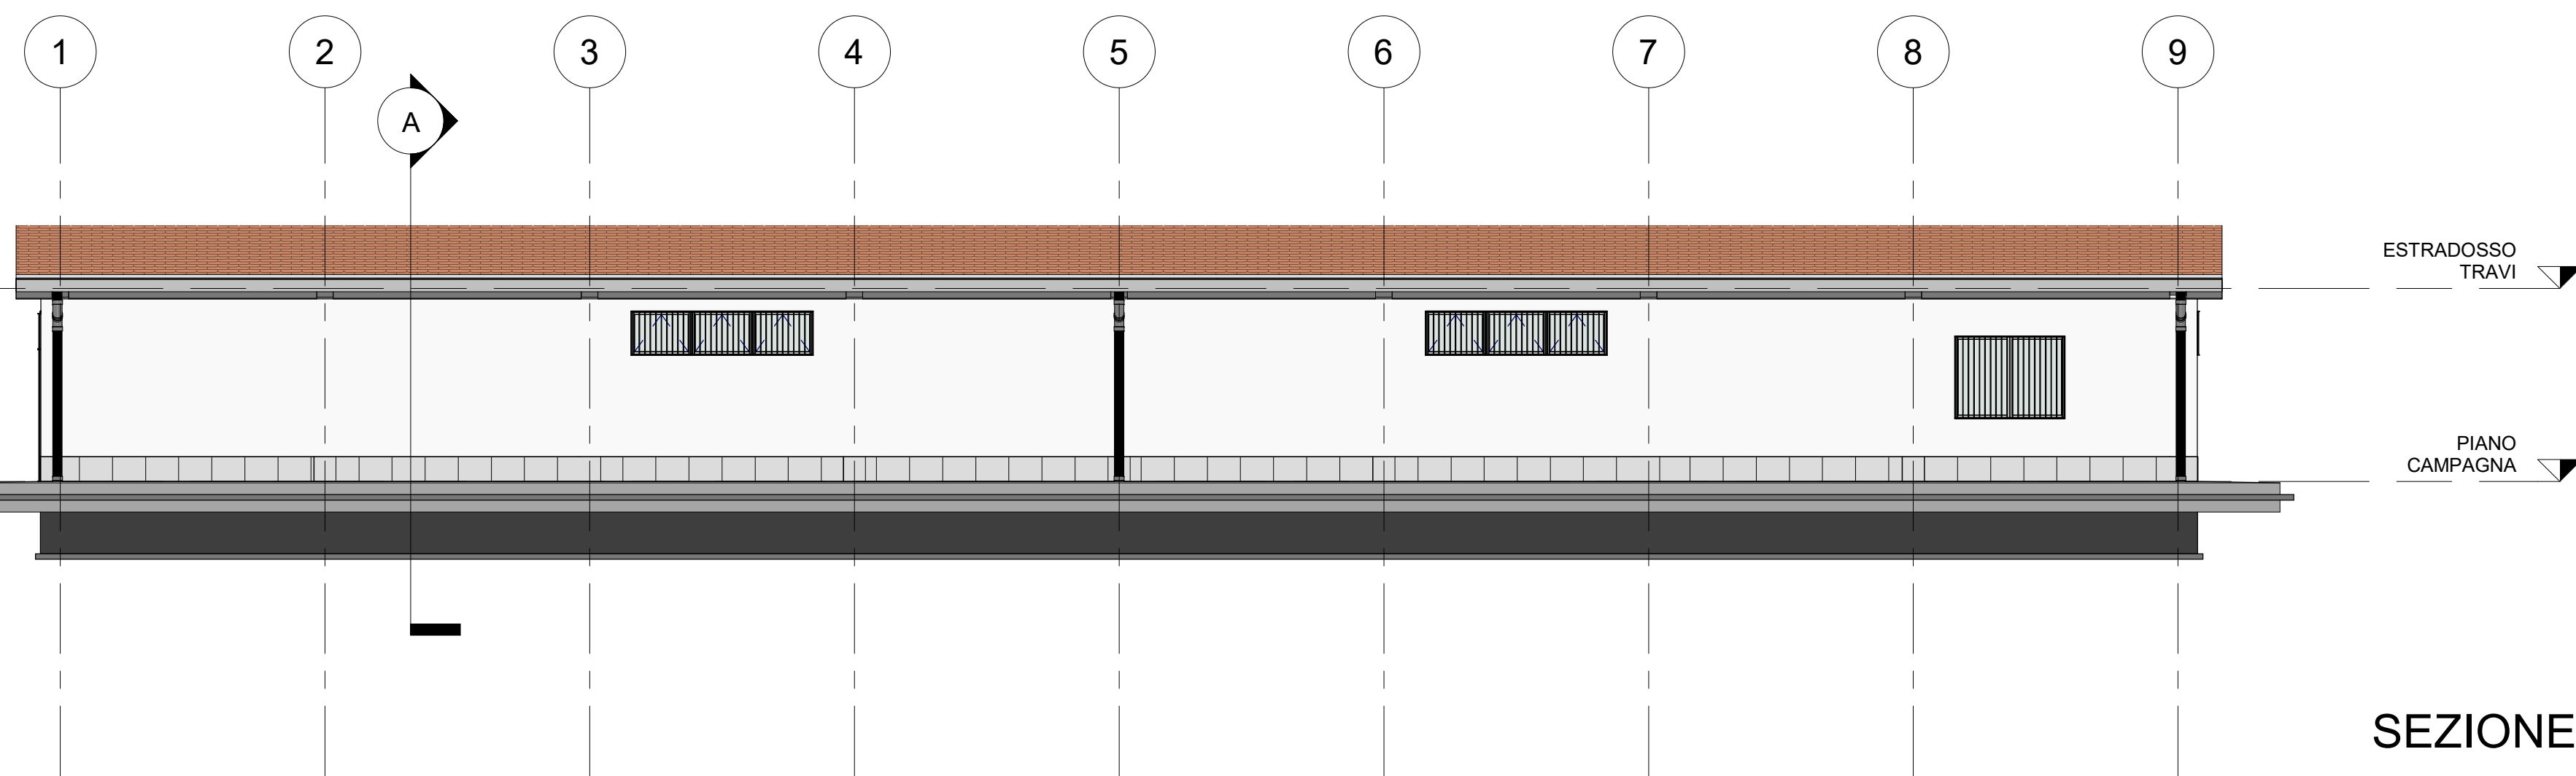 1 2 3 4 5 6 7 8 9
A
ESTRADOSSO
TRAVI
PIANO
CAMPAGNA
SEZIONE